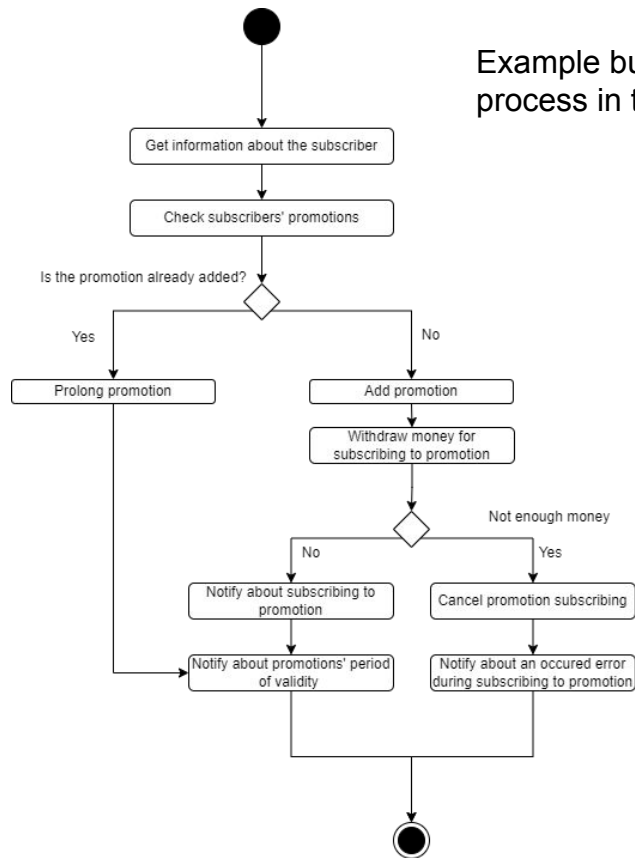 Example bu
process in t
Get information about the subscriber
Check subscribers' promotions
Is the promotion already added?
Yes
No
Prolong promotion
Add promotion
Withdraw money for
subscribing to promotion
Not enough money
No
Yes
Notify about subscribing to
promotion
Cancel promotion subscribing
Notify about promotions' period
of validity
Notify about an occured error
during subscribing to promotion